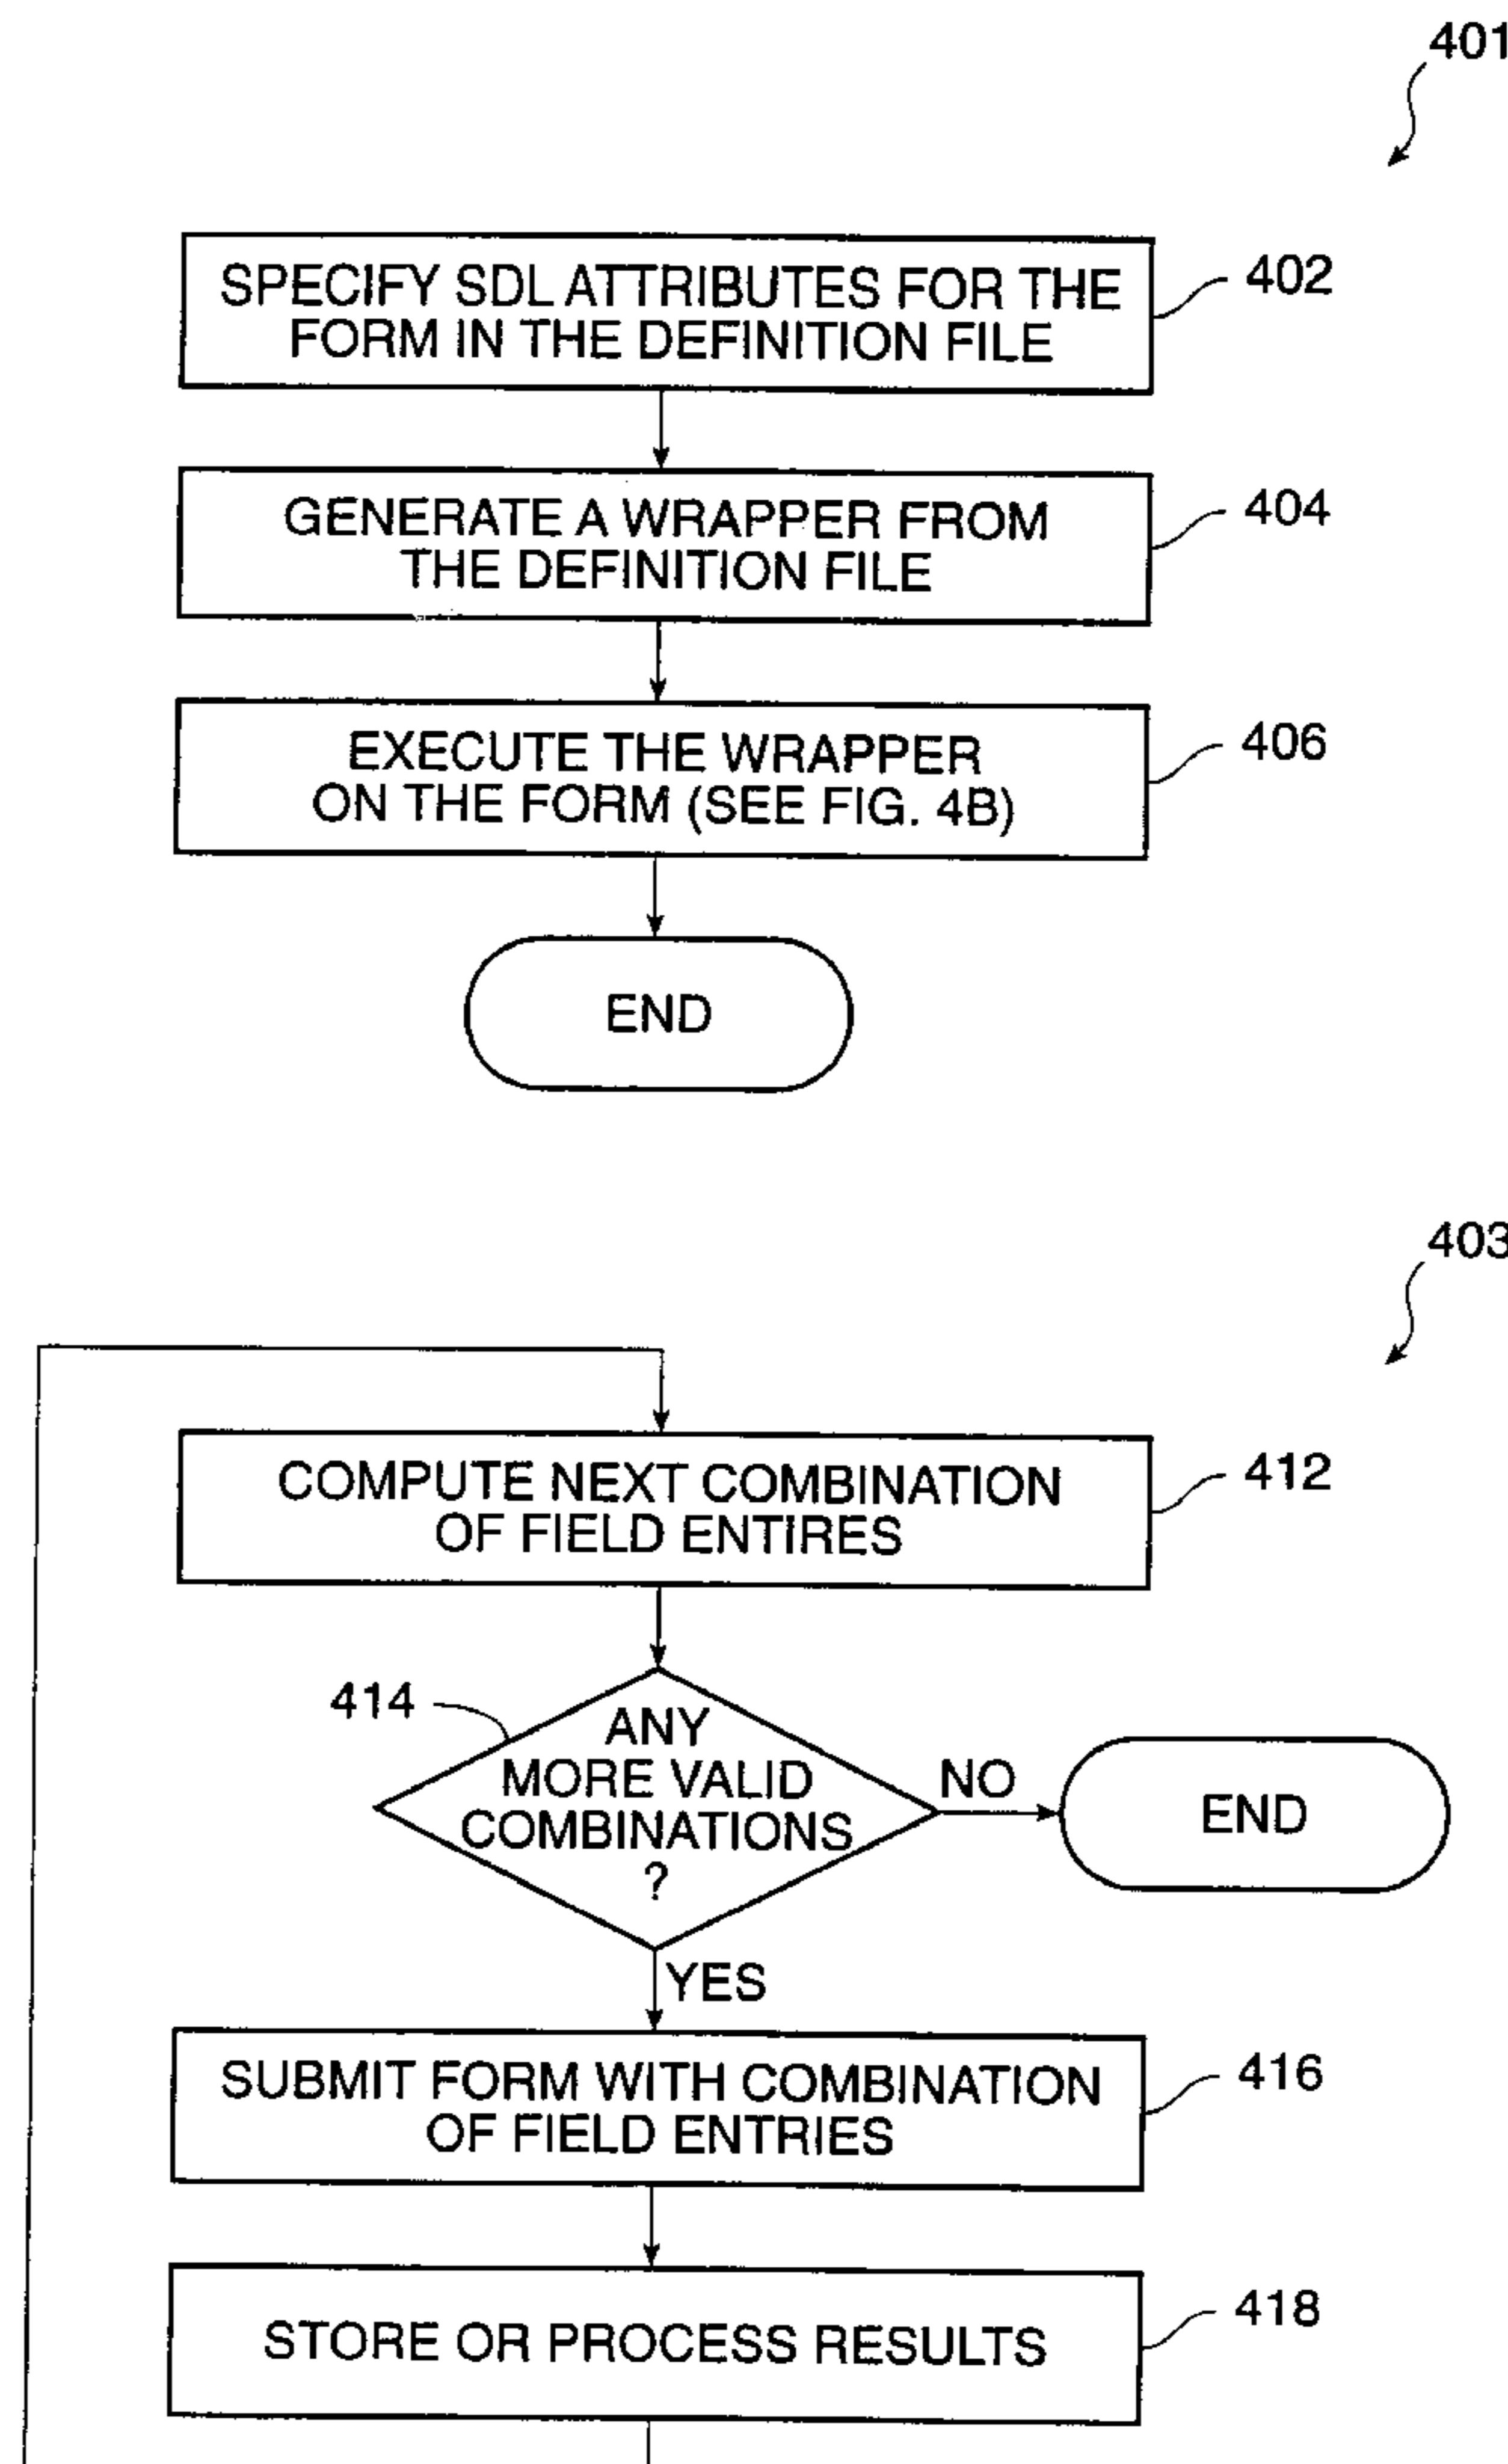 401
SPECIFY SDL ATTRIBUTES FOR THE
FORM IN THE DEFINITION FILE
402
GENERATE A WRAPPER FROM
THE DEFINITION FILE
404
EXECUTE THE WRAPPER
ON THE FORM (SEE FIG. 4B)
406
END
403
COMPUTE NEXT COMBINATION
OF FIELD ENTIRES
412
414
ANY
MORE VALID
COMBINATIONS
?
NO
END
YES
SUBMIT FORM WITH COMBINATION
OF FIELD ENTRIES
416
STORE OR PROCESS RESULTS
418